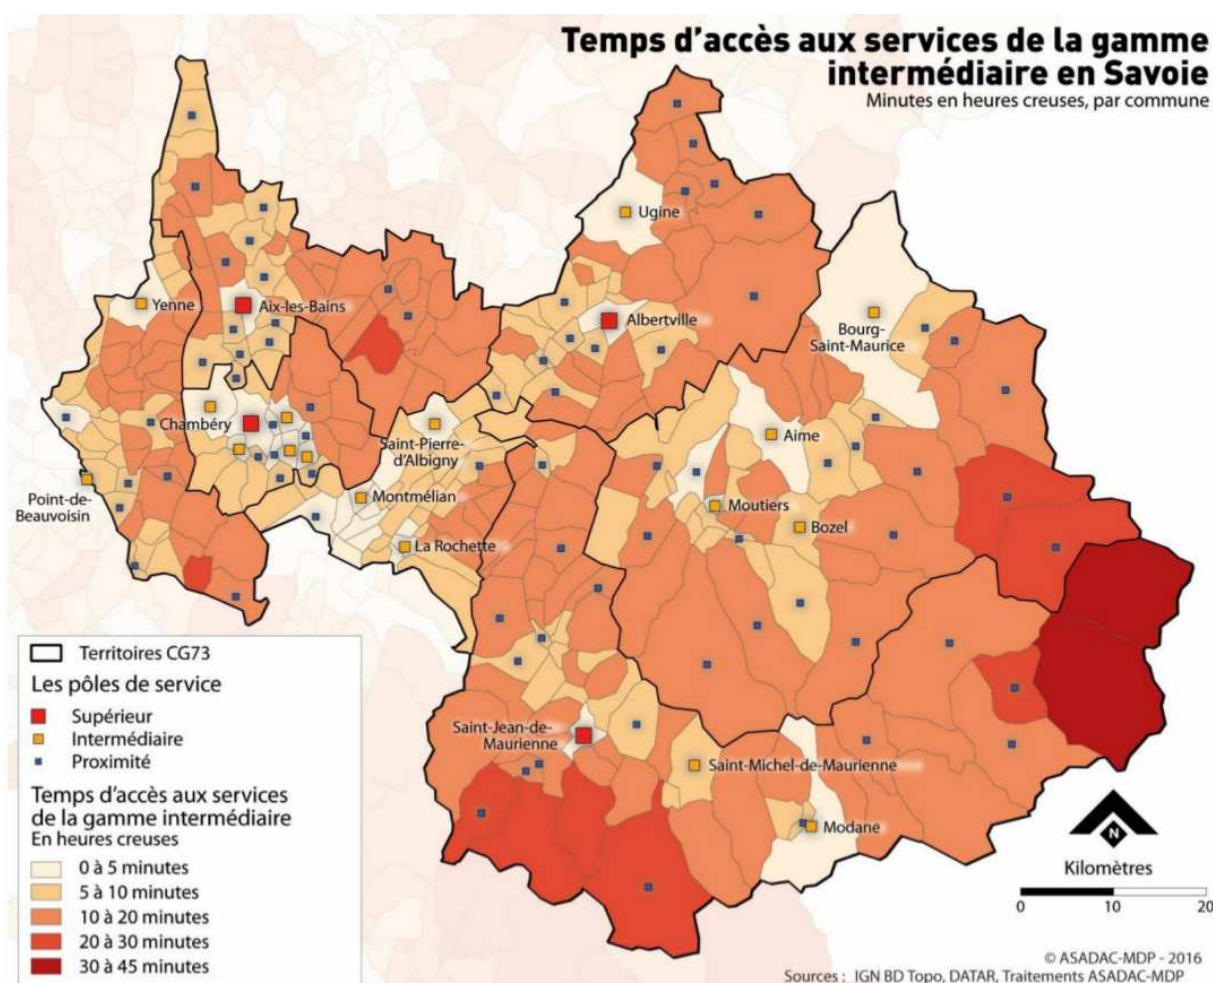 Temps d'accès aux services de la gamme
intermédiaire en Savoie
Minutes en heures creuses, par commune
Ugine
Yenne
Aix-les-Bains
Albertville
Bourg-
Saint-Maurice
Chambéry
Saint-Pierre-
d'Albigny
Aime
Montmélian
Moutiers
Point-de-
Beauvoisin
Bozel
La Rochette
Saint-Jean-de-
Maurienne
Saint-Michel-de-Maurienne
Modane
Territoires CG73
Les pôles de service
Supérieur
Intermédiaire
Proximité
Temps d'accès aux services
de la gamme intermédiaire
En heures creuses
0 à 5 minutes
5 à 10 minutes
10 à 20 minutes
20 à 30 minutes
30 à 45 minutes
N
Kilomètres
0 10 20
© ASADAC-MDP - 2016
Sources : IGN BD Topo, DATAR, Traitements ASADAC-MDP